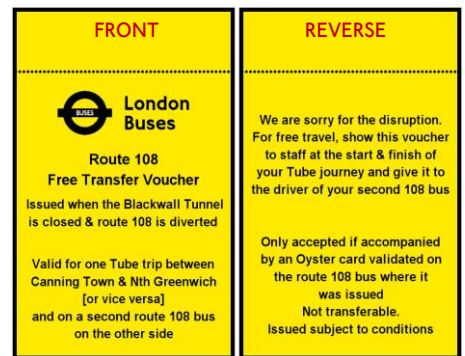 FRONT
BUSES
London
Buses
Route 108
Free Transfer Voucher
Issued when the Blackwall Tunnel
is closed & route 108 is diverted
Valid for one Tube trip between
Canning Town & Nth Greenwich
[or vice versa]
and on a second route 108 bus
on the other side
REVERSE
We are sorry for the disruption.
For free travel, show this voucher
to staff at the start & finish of
your Tube journey and give it to
the driver of your second 108 bus
Only accepted if accompanied
by an Oyster card validated on
the route 108 bus where it
was issued
Not transferable.
Issued subject to conditions